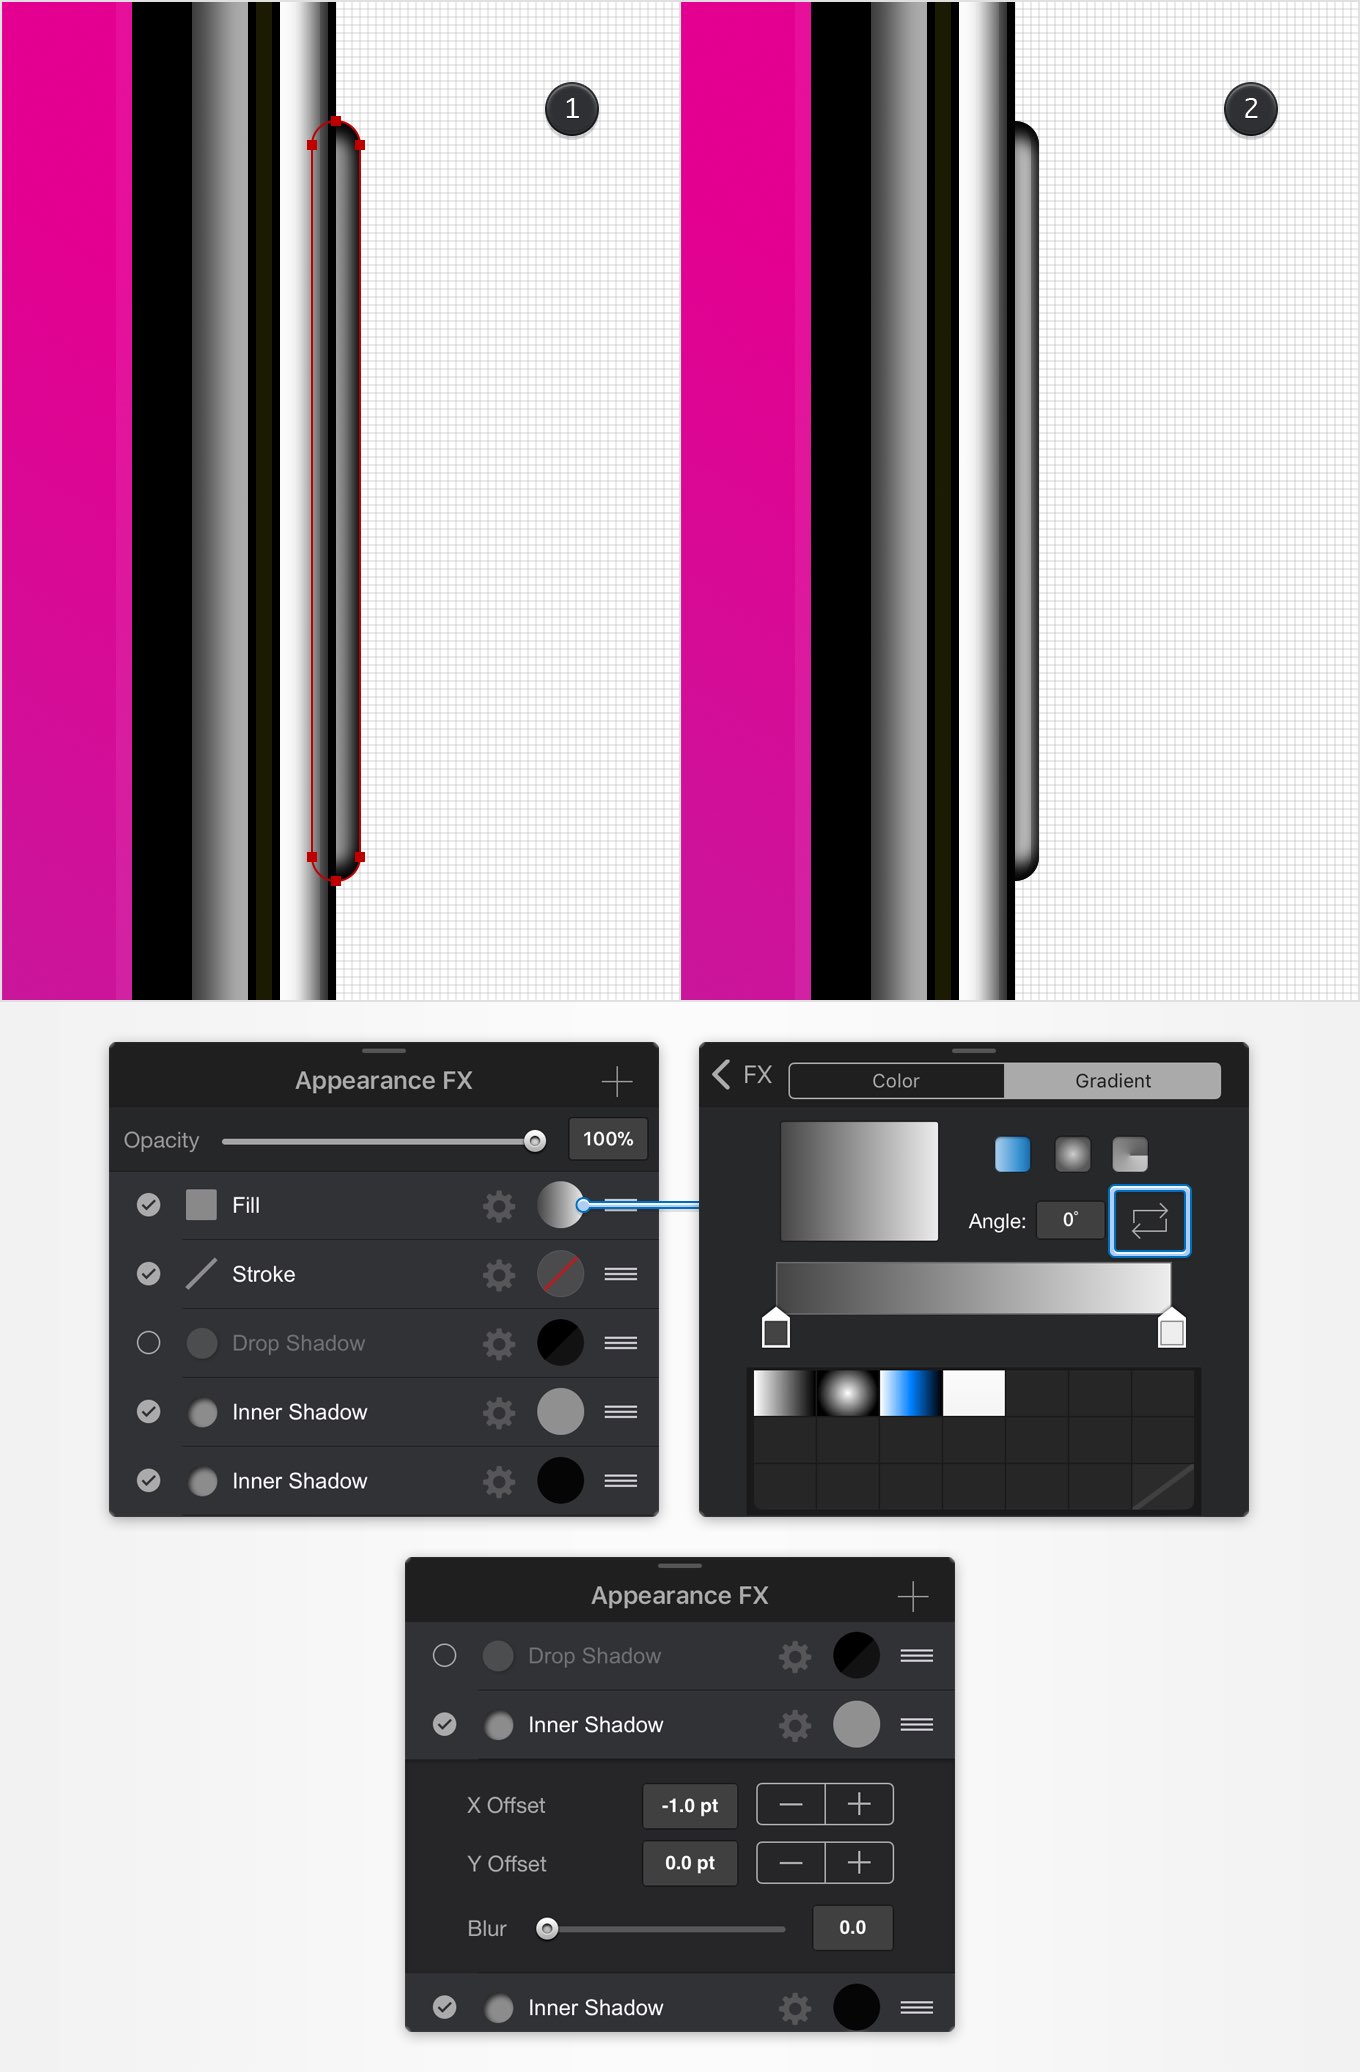 1
2
Appearance FX
Opacity 100%
Fill
Stroke
Drop Shadow
Inner Shadow
Inner Shadow
FX Color Gradient
Angle: 0°
Appearance FX
Drop Shadow
Inner Shadow
X Offset -1.0 pt
Y Offset 0.0 pt
Blur 0.0
Inner Shadow